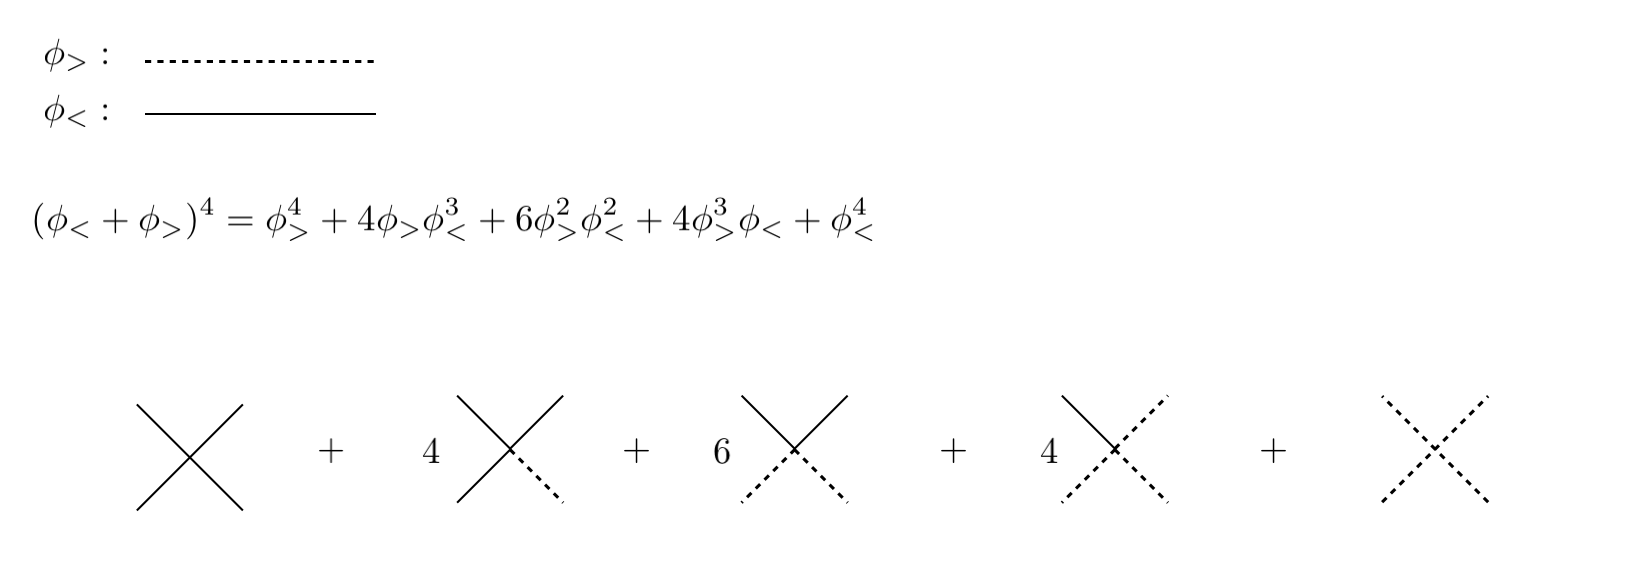 ϕ_> :
ϕ_< :
(ϕ_< + ϕ_>)^4 = ϕ_>^4 + 4ϕ_>ϕ_<^3 + 6ϕ_>^2ϕ_<^2 + 4ϕ_>^3ϕ_< + ϕ_<^4
+ 4 + 6 + 4 +